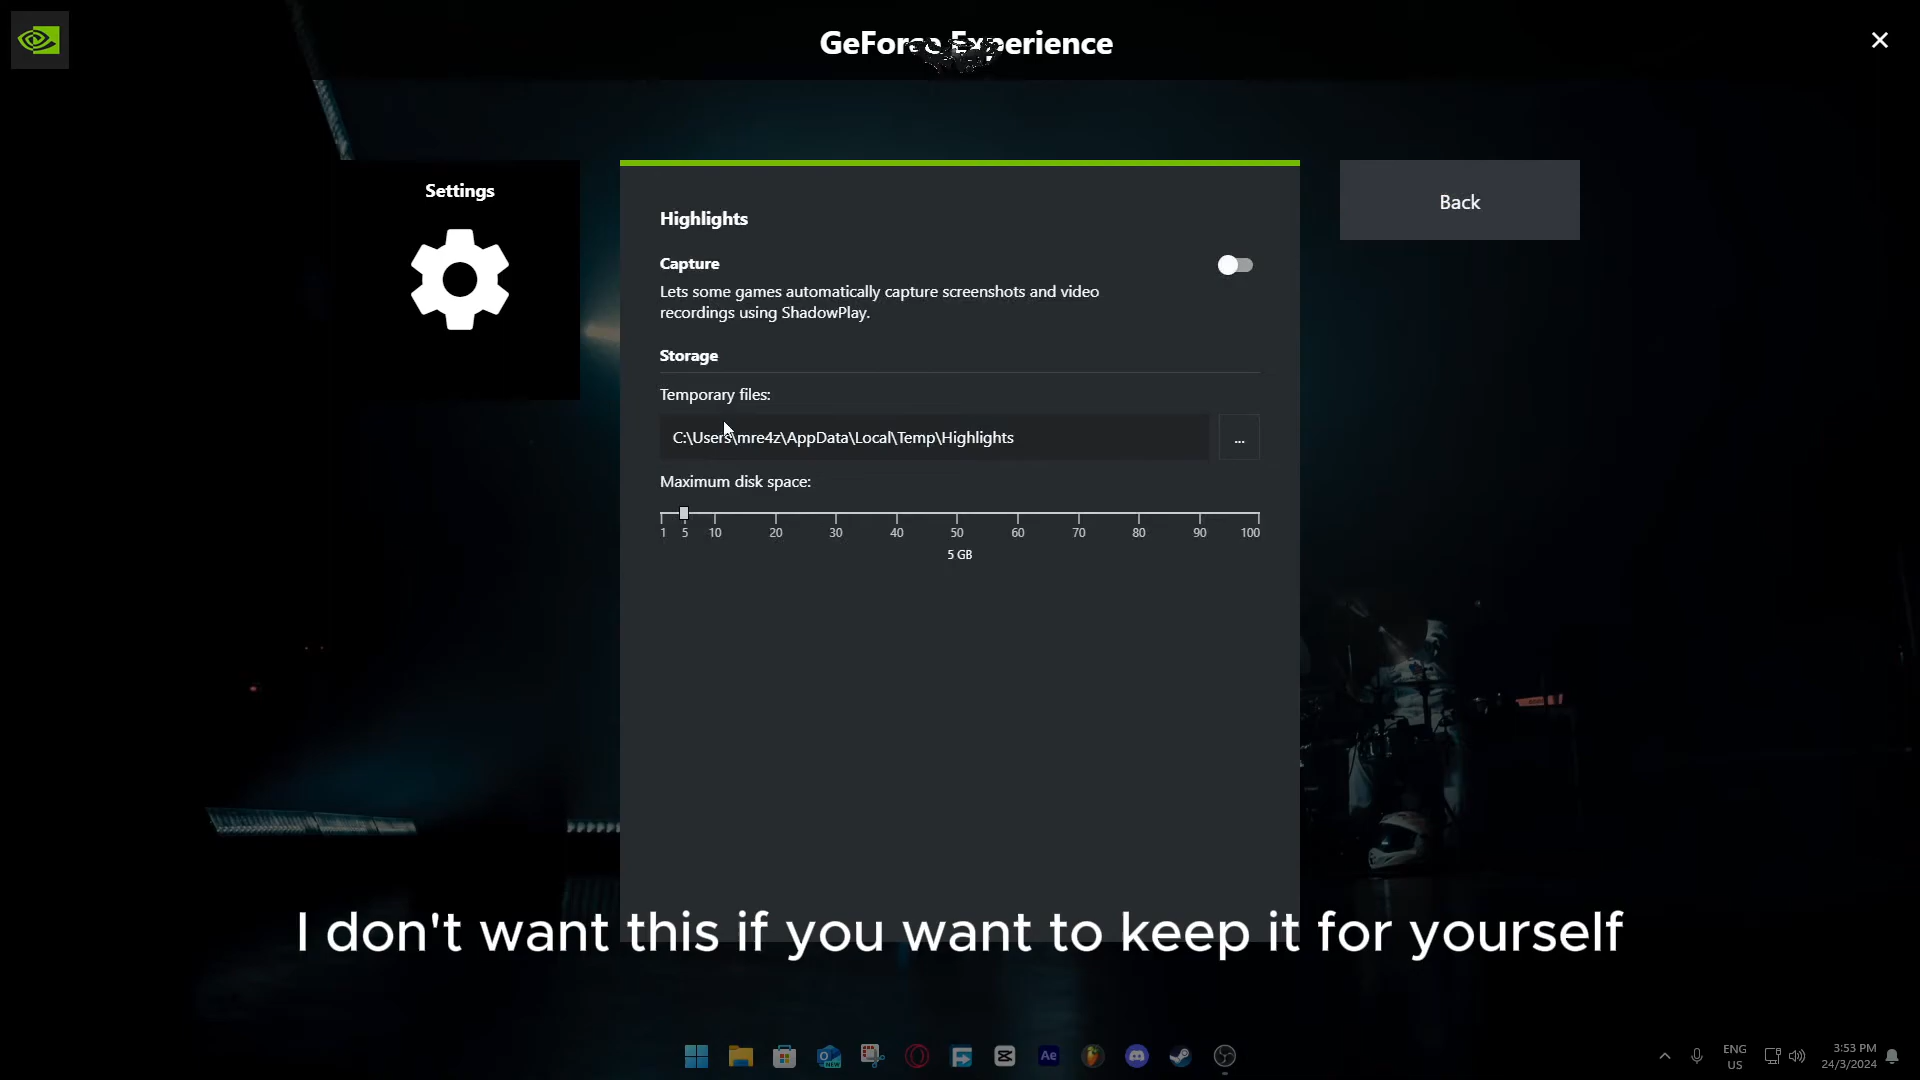 GeForce Experience
Settings
Back
Highlights
Capture
Lets some games automatically capture screenshots and video
recordings using ShadowPlay.
Storage
Temporary files:
C:\Users\mre4z\AppData\Local\Temp\Highlights
...
Maximum disk space:
1 5 10 20 30 40 50 60 70 80 90 100
5 GB
I don't want this if you want to keep it for yourself
NEW
Ae
ENG
US
3:53 PM
24/3/2024